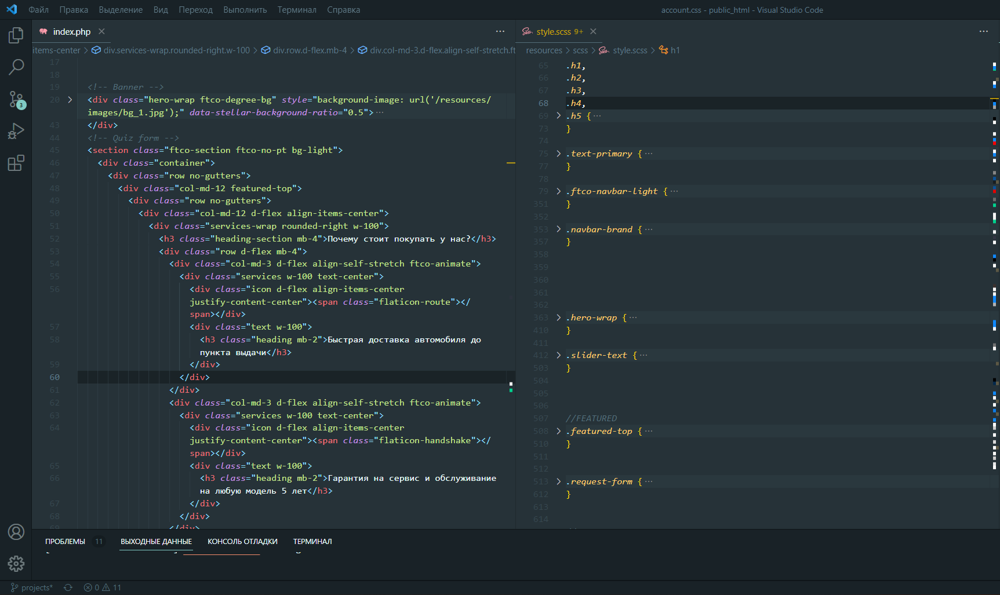 Файл Правка Выделение Вид Переход Выполнить Терминал Справка account.css - public_html - Visual Studio Code
index.php
items-center > div.services-wrap.rounded-right.w-100 > div.row.d-flex.mb-4 > div.col-md-3.d-flex.align-self-stretch.ft
17
18
19 <!-- Banner -->
20 <div class="hero-wrap ftco-degree-bg" style="background-image: url('/resources/
images/bg_1.jpg');" data-stellar-background-ratio="0.5">···
43 </div>
44 <!-- Quiz form -->
45 <section class="ftco-section ftco-no-pt bg-light">
46 <div class="container">
47 <div class="row no-gutters">
48 <div class="col-md-12 featured-top">
49 <div class="row no-gutters">
50 <div class="col-md-12 d-flex align-items-center">
51 <div class="services-wrap rounded-right w-100">
52 <h3 class="heading-section mb-4">Почему стоит покупать у нас?</h3>
53 <div class="row d-flex mb-4">
54 <div class="col-md-3 d-flex align-self-stretch ftco-animate">
55 <div class="services w-100 text-center">
56 <div class="icon d-flex align-items-center
justify-content-center"><span class="flaticon-route"></
span></div>
57 <div class="text w-100">
58 <h3 class="heading mb-2">Быстрая доставка автомобиля до
пункта выдачи</h3>
59 </div>
60 </div>
61 </div>
62 <div class="col-md-3 d-flex align-self-stretch ftco-animate">
63 <div class="services w-100 text-center">
64 <div class="icon d-flex align-items-center
justify-content-center"><span class="flaticon-handshake"></
span></div>
65 <div class="text w-100">
66 <h3 class="heading mb-2">Гарантия на сервис и обслуживание
на любую модель 5 лет</h3>
67 </div>
68 </div>
69 </div>
style.scss 9+
resources > scss > style.scss > h1
65 .h1,
66 .h2,
67 .h3,
68 .h4,
69 .h5 {···
73 }
74
75 .text-primary {···
77 }
78
79 .ftco-navbar-light {···
351 }
352
353 .navbar-brand {···
357 }
358
359
360
361
362
363 .hero-wrap {···
410 }
411
412 .slider-text {···
503 }
504
505
506
507 //FEATURED
508 .featured-top {···
510 }
511
512
513 .request-form {···
612 }
613
614
3
ПРОБЛЕМЫ 11 ВЫХОДНЫЕ ДАННЫЕ КОНСОЛЬ ОТЛАДКИ ТЕРМИНАЛ
projects* 0 11